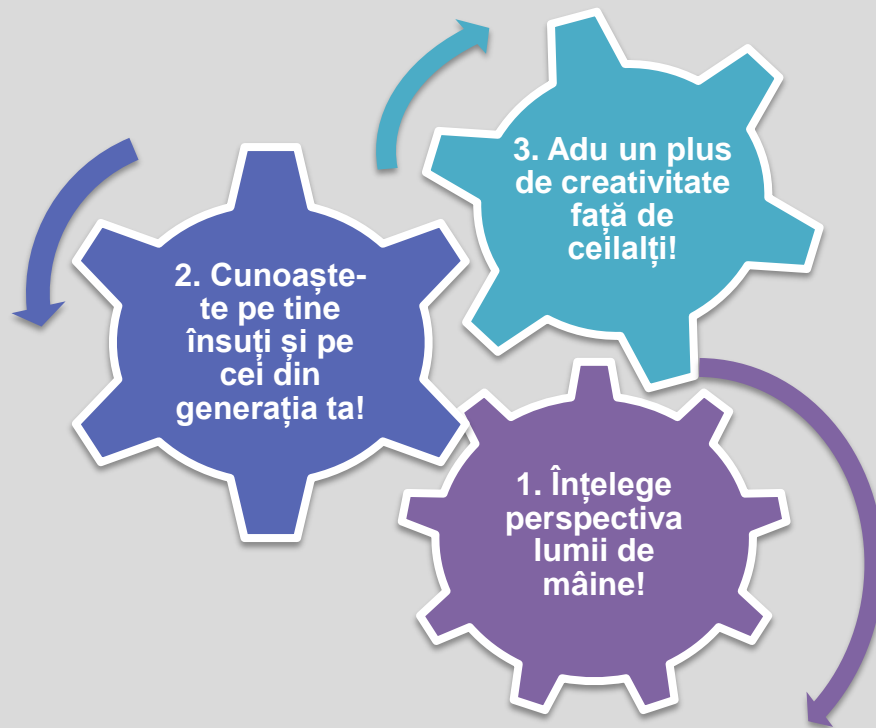 3. Adu un plus
de creativitate
față de
ceilalți!
2. Cunoaște-
te pe tine
însuți și pe
cei din
generația ta!
1. Înțelege
perspectiva
lumii de
mâine!